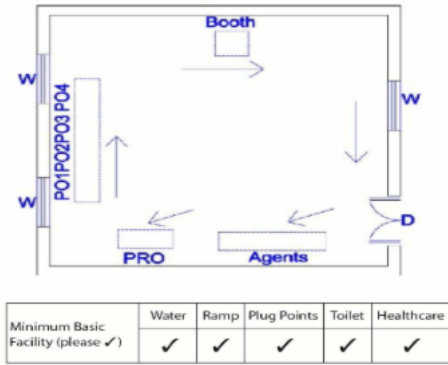 Booth
W
W
W
PO1PO2PO3 PO4
D
PRO
Agents
Minimum Basic
Facility (please ✓)
Water
Ramp
Plug Points
Toilet
Healthcare
✓
✓
✓
✓
✓